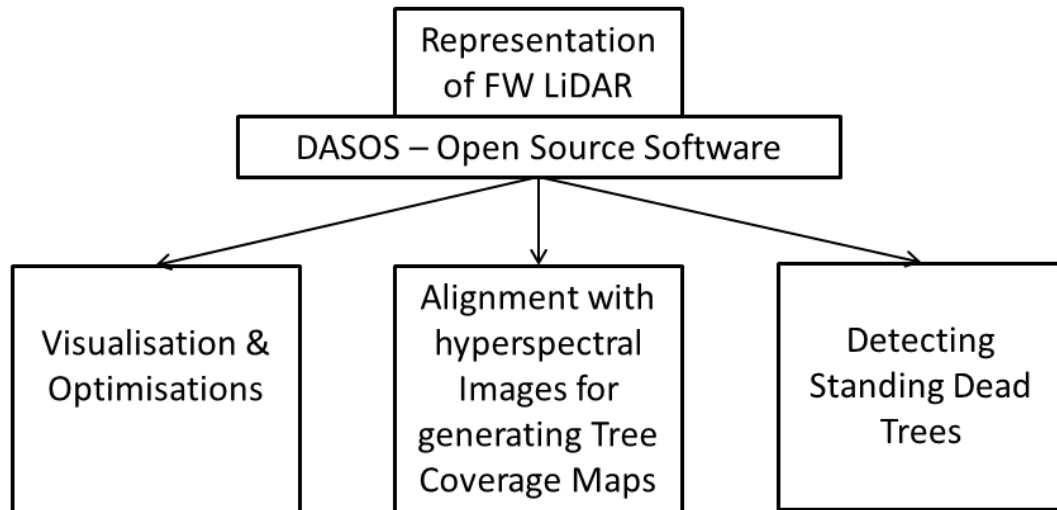 Representation
of FW LiDAR
DASOS – Open Source Software
Visualisation &
Optimisations
Alignment with
hyperspectral
Images for
generating Tree
Coverage Maps
Detecting
Standing Dead
Trees